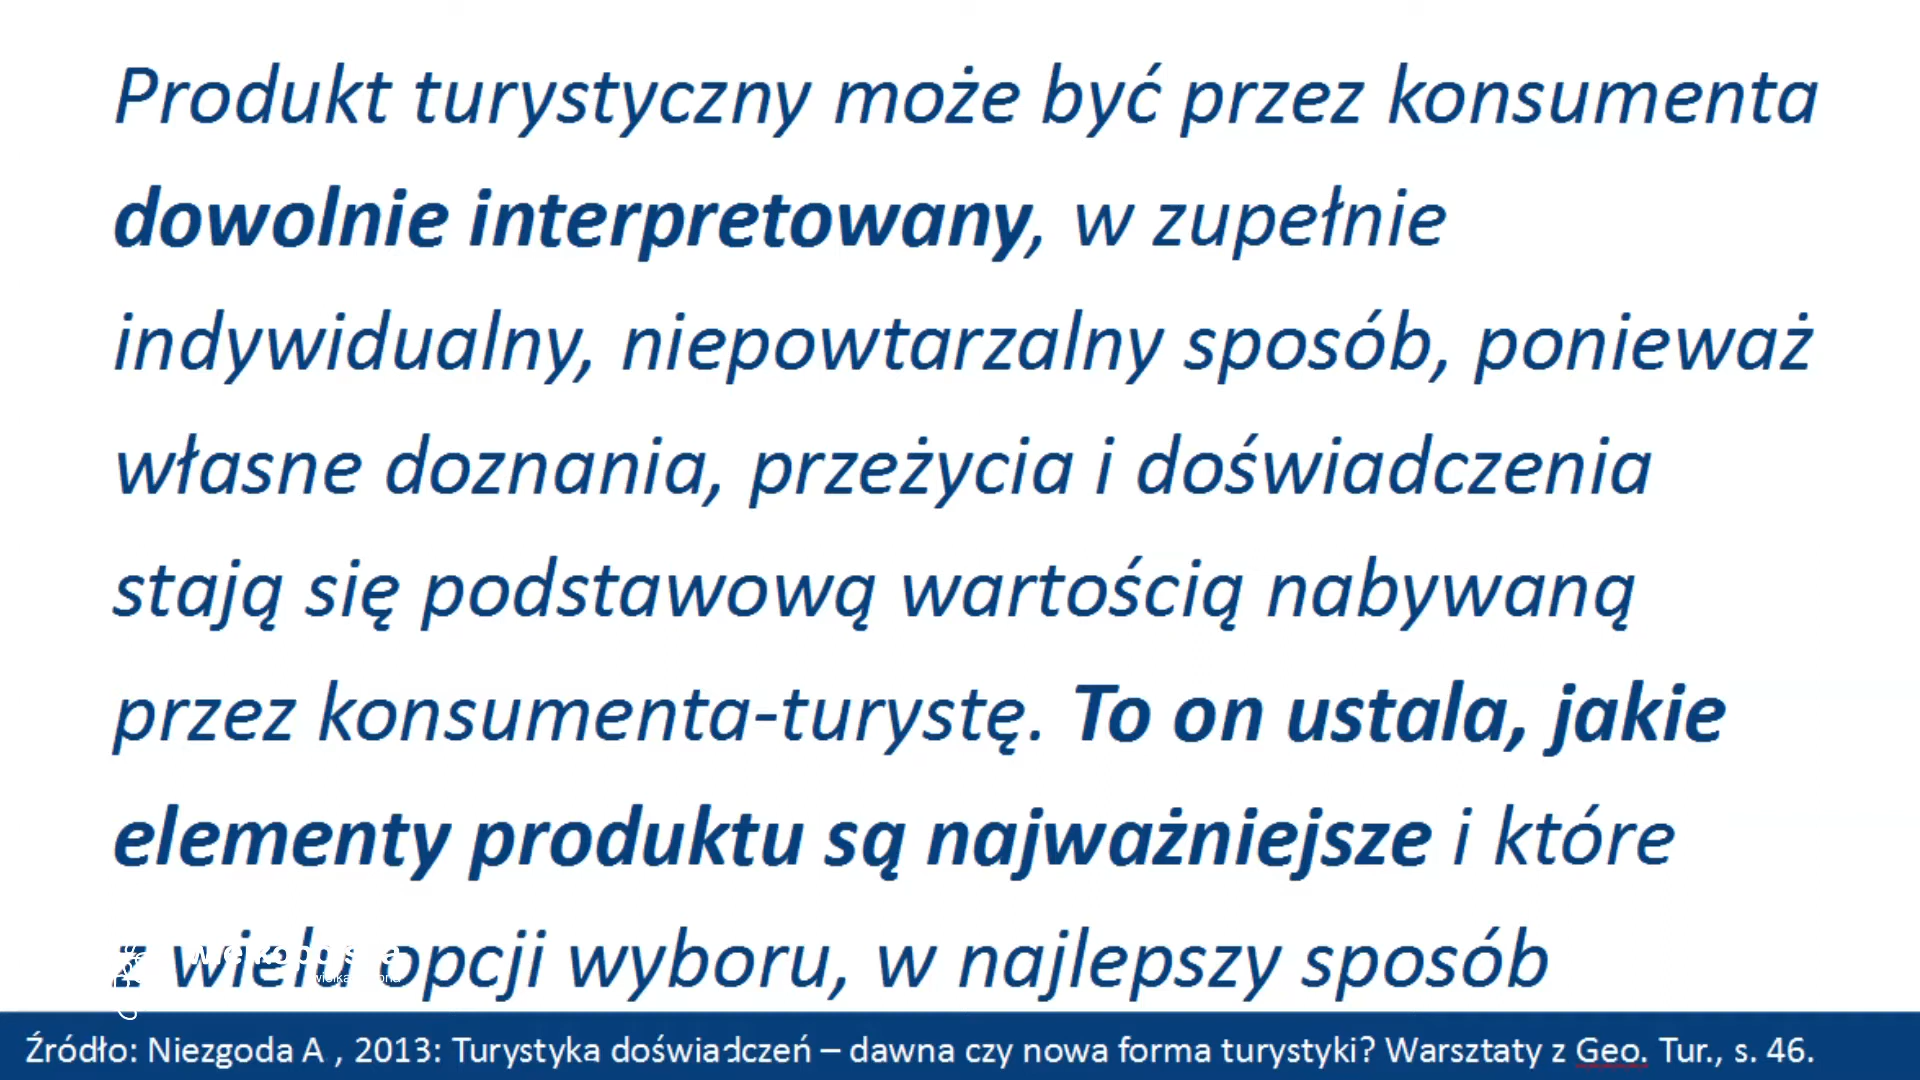 Produkt turystyczny może być przez konsumenta
dowolnie interpretowany, w zupełnie
indywidualny, niepowtarzalny sposób, ponieważ
własne doznania, przeżycia i doświadczenia
stają się podstawową wartością nabywaną
przez konsumenta-turystę. To on ustala, jakie
elementy produktu są najważniejsze i które
z wielu opcji wyboru, w najlepszy sposób
Źródło: Niezgoda A , 2013: Turystyka doświadczeń – dawna czy nowa forma turystyki? Warsztaty z Geo. Tur., s. 46.